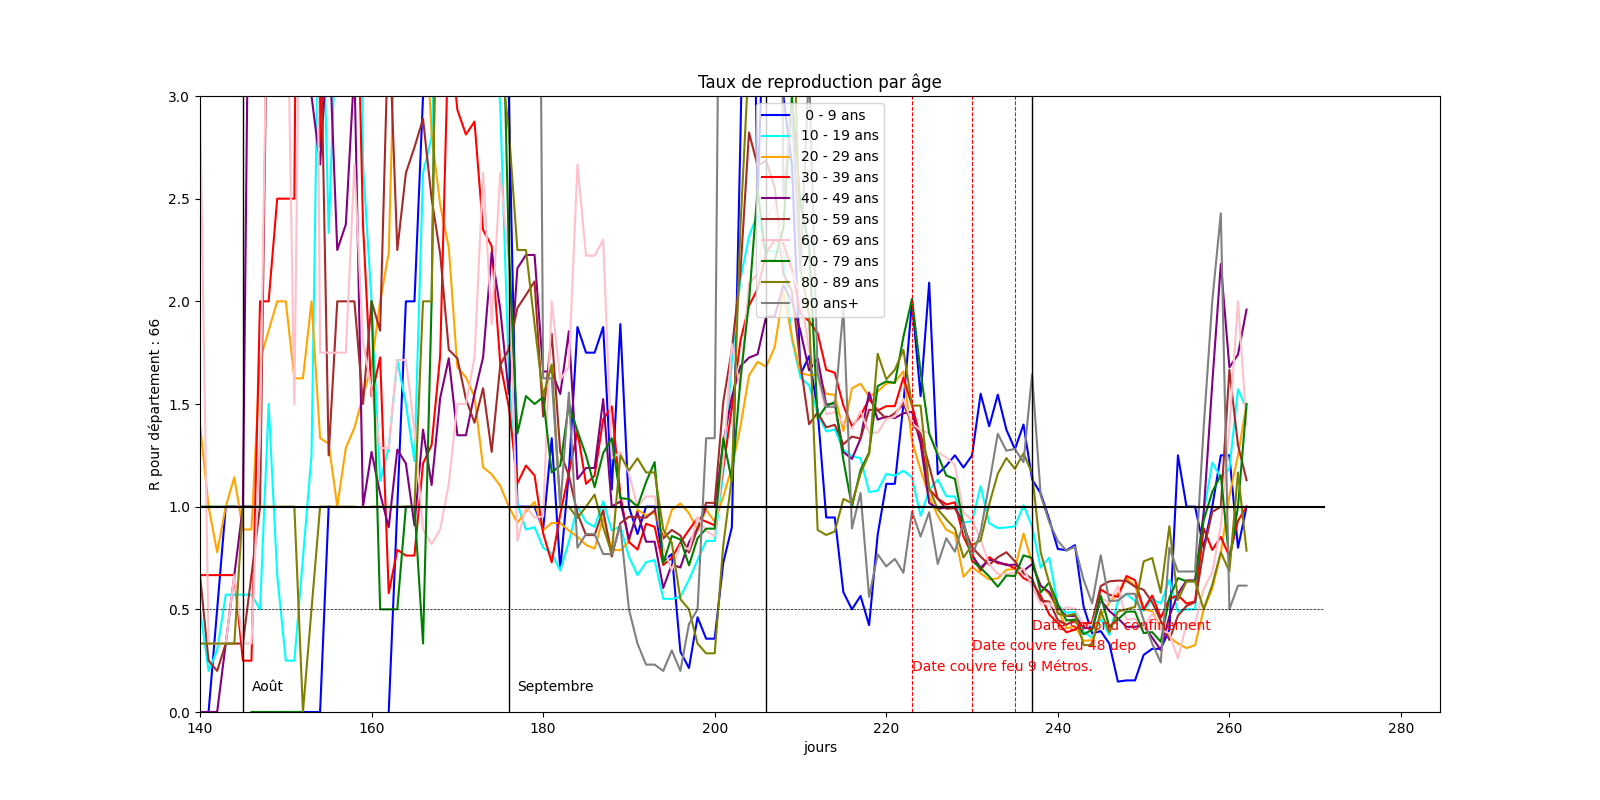 Taux de reproduction par âge
R pour département : 66
3.0
2.5
2.0
1.5
1.0
0.5
0.0
0 - 9 ans
10 - 19 ans
20 - 29 ans
30 - 39 ans
40 - 49 ans
50 - 59 ans
60 - 69 ans
70 - 79 ans
80 - 89 ans
90 ans+
Date second confinement
Date couvre feu 48 dep
Date couvre feu 9 Métros.
Août
Septembre
140 160 180 200 220 240 260 280
jours